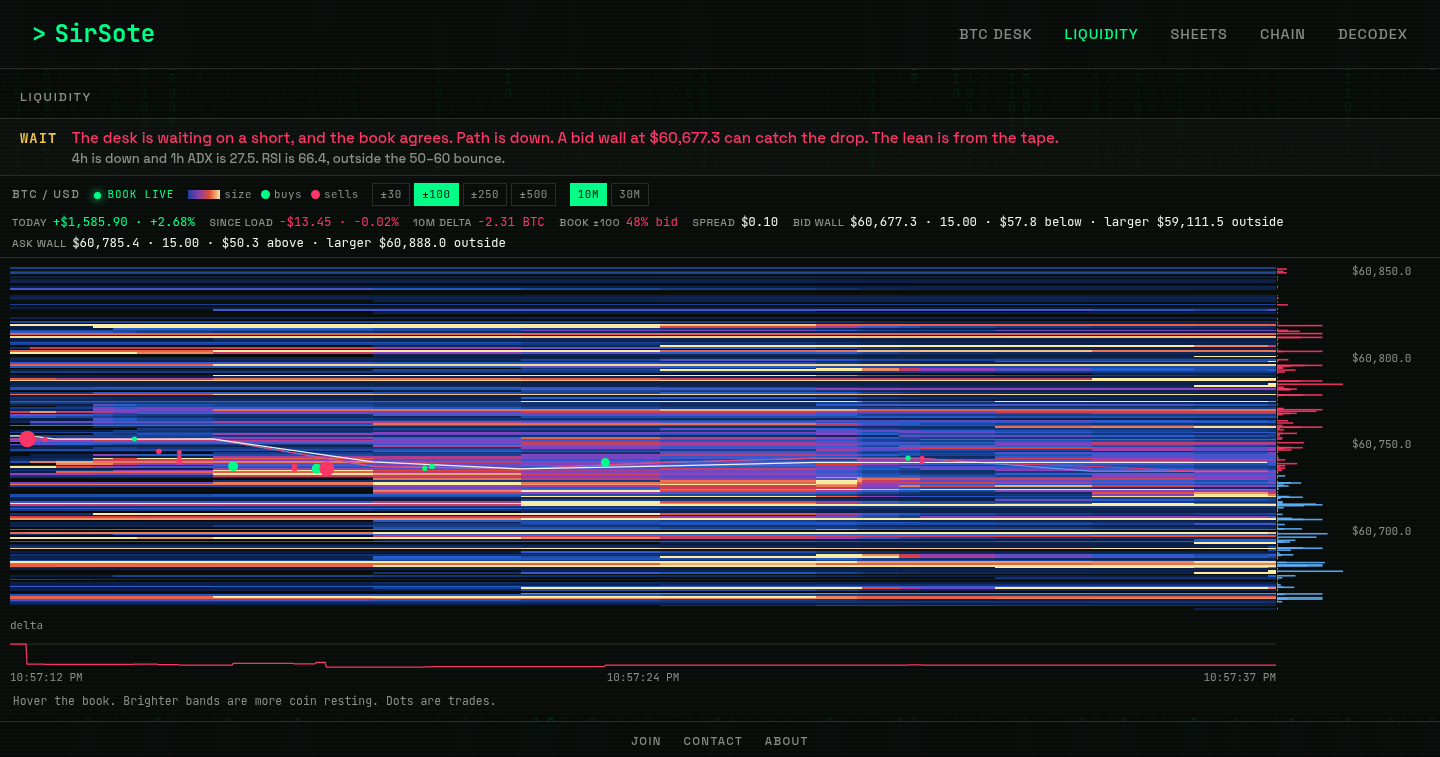 > SirSote
BTC DESK LIQUIDITY SHEETS CHAIN DECODEX
LIQUIDITY
WAIT The desk is waiting on a short, and the book agrees. Path is down. A bid wall at $60,677.3 can catch the drop. The lean is from the tape.
4h is down and 1h ADX is 27.5. RSI is 66.4, outside the 50–60 bounce.
BTC / USD BOOK LIVE size buys sells ±30 ±100 ±250 ±500 10M 30M
TODAY +$1,585.90 · +2.68% SINCE LOAD -$13.45 · -0.02% 10M DELTA -2.31 BTC BOOK ±100 48% bid SPREAD $0.10 BID WALL $60,677.3 · 15.00 · $57.8 below · larger $59,111.5 outside
ASK WALL $60,785.4 · 15.00 · $50.3 above · larger $60,888.0 outside
$60,850.0
$60,800.0
$60,750.0
$60,700.0
delta
10:57:12 PM 10:57:24 PM 10:57:37 PM
Hover the book. Brighter bands are more coin resting. Dots are trades.
JOIN CONTACT ABOUT